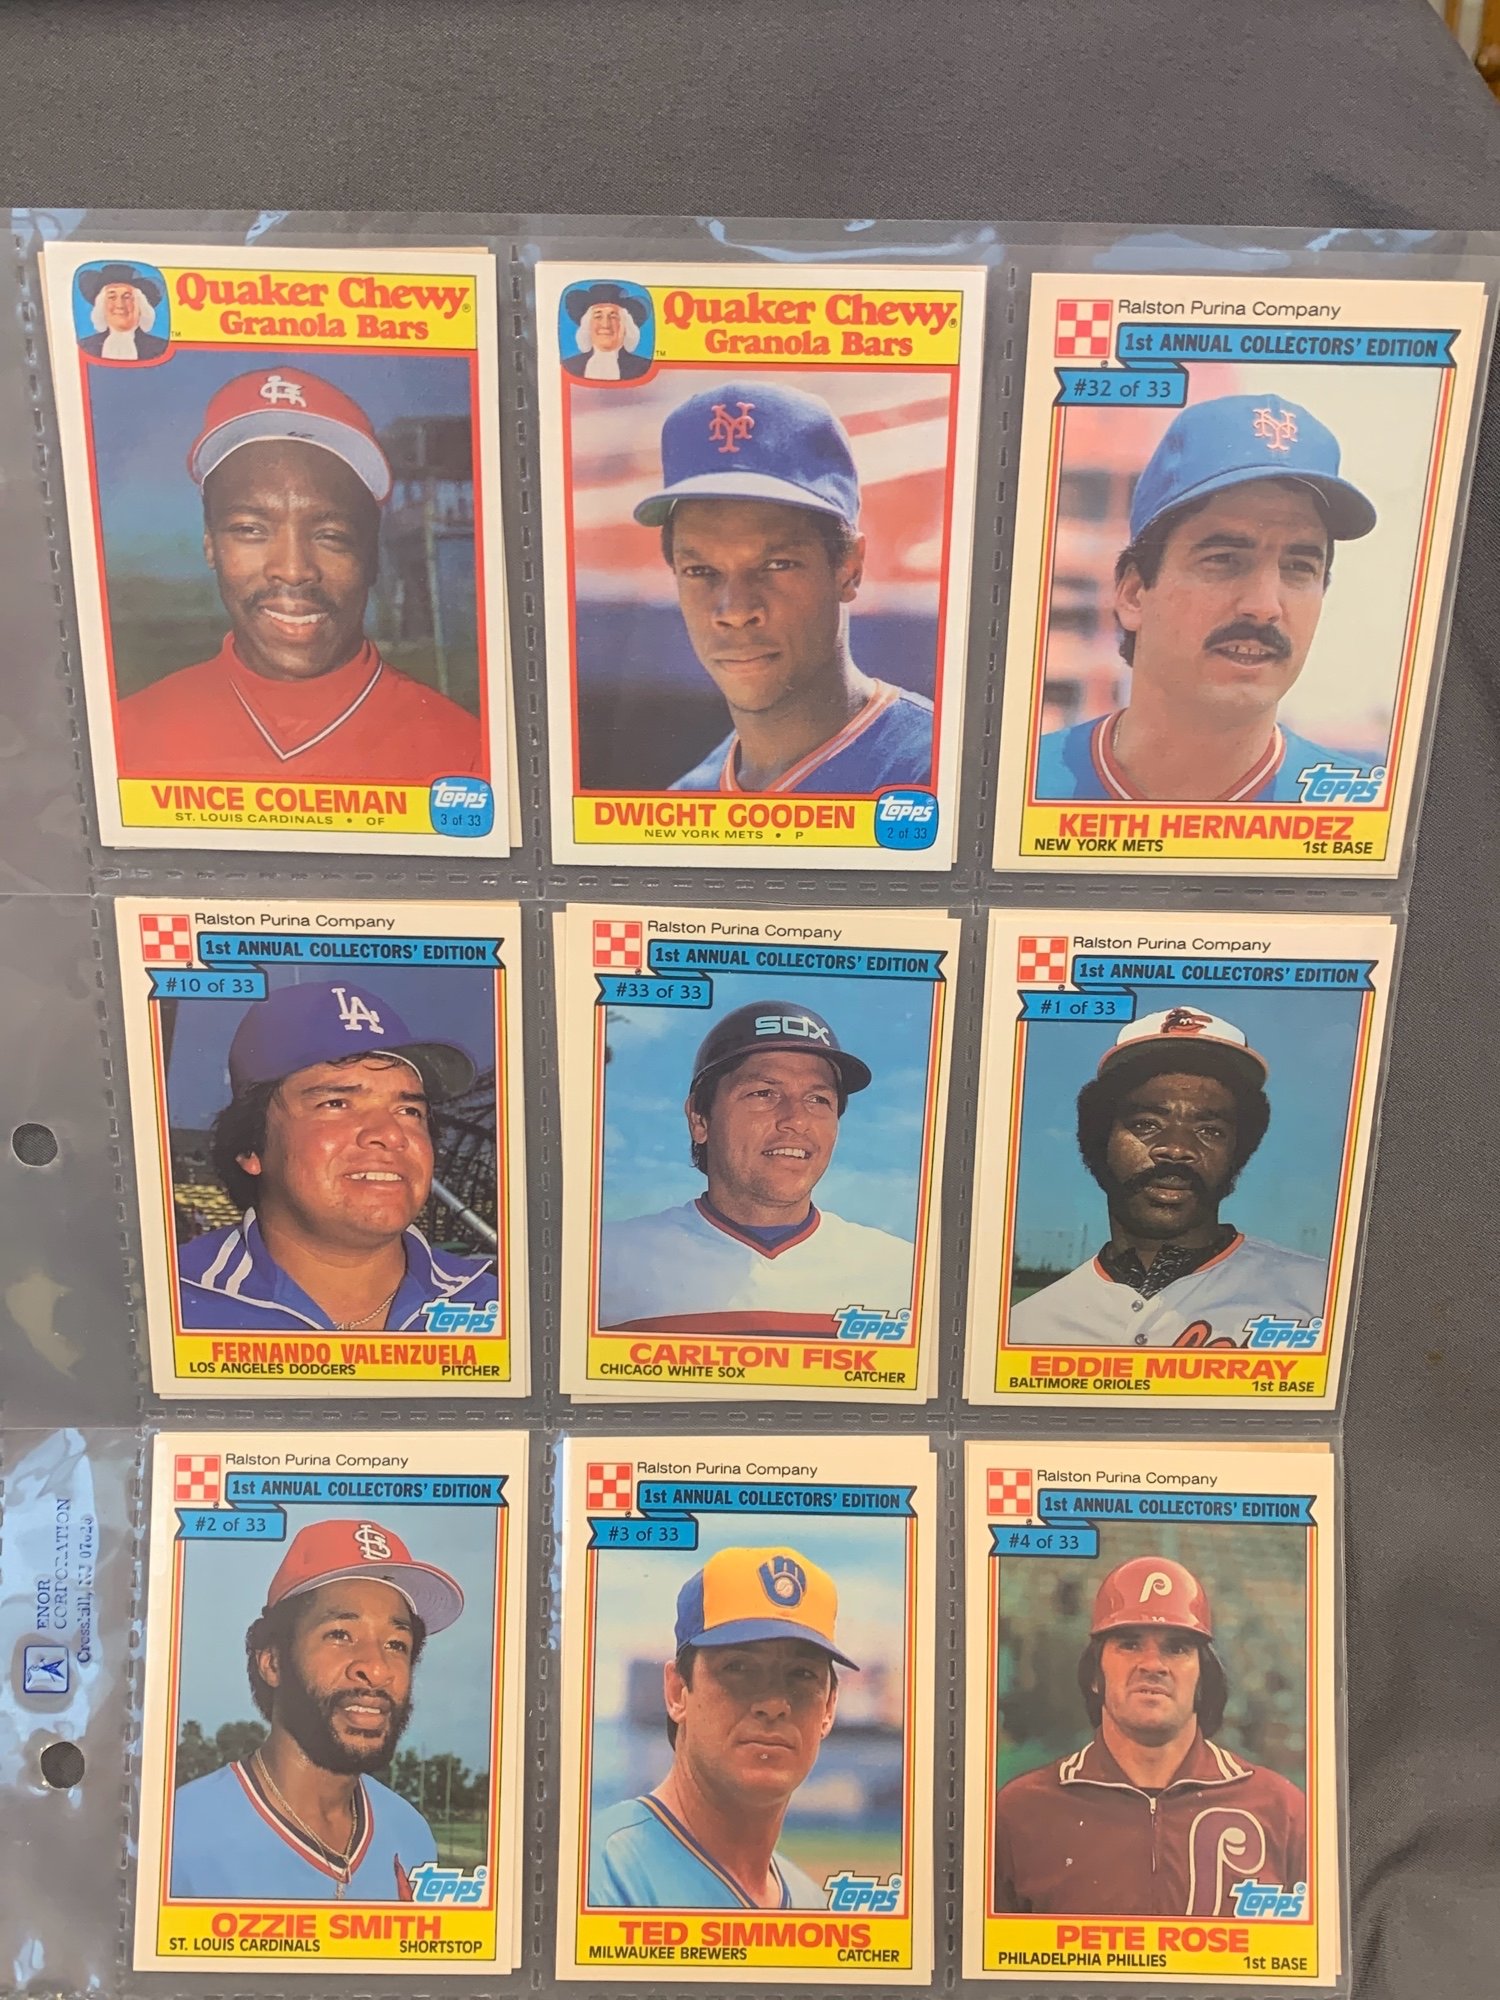 Quaker Chewy®
Granola Bars
TM
VINCE COLEMAN
ST. LOUIS CARDINALS • OF
topps
3 of 33
Quaker Chewy®
Granola Bars
TM
NY
DWIGHT GOODEN
NEW YORK METS • P
topps
2 of 33
Ralston Purina Company
1st ANNUAL COLLECTORS' EDITION
#32 of 33
NY
topps®
KEITH HERNANDEZ
NEW YORK METS 1st BASE
Ralston Purina Company
1st ANNUAL COLLECTORS' EDITION
#10 of 33
LA
topps®
FERNANDO VALENZUELA
LOS ANGELES DODGERS PITCHER
Ralston Purina Company
1st ANNUAL COLLECTORS' EDITION
#33 of 33
SOX
topps®
CARLTON FISK
CHICAGO WHITE SOX CATCHER
Ralston Purina Company
1st ANNUAL COLLECTORS' EDITION
#1 of 33
topps®
EDDIE MURRAY
BALTIMORE ORIOLES 1st BASE
Ralston Purina Company
1st ANNUAL COLLECTORS' EDITION
#2 of 33
topps®
OZZIE SMITH
ST. LOUIS CARDINALS SHORTSTOP
Ralston Purina Company
1st ANNUAL COLLECTORS' EDITION
#3 of 33
topps®
TED SIMMONS
MILWAUKEE BREWERS CATCHER
Ralston Purina Company
1st ANNUAL COLLECTORS' EDITION
#4 of 33
P
P
topps®
PETE ROSE
PHILADELPHIA PHILLIES 1st BASE
ENOR
CORPORATION
NJ